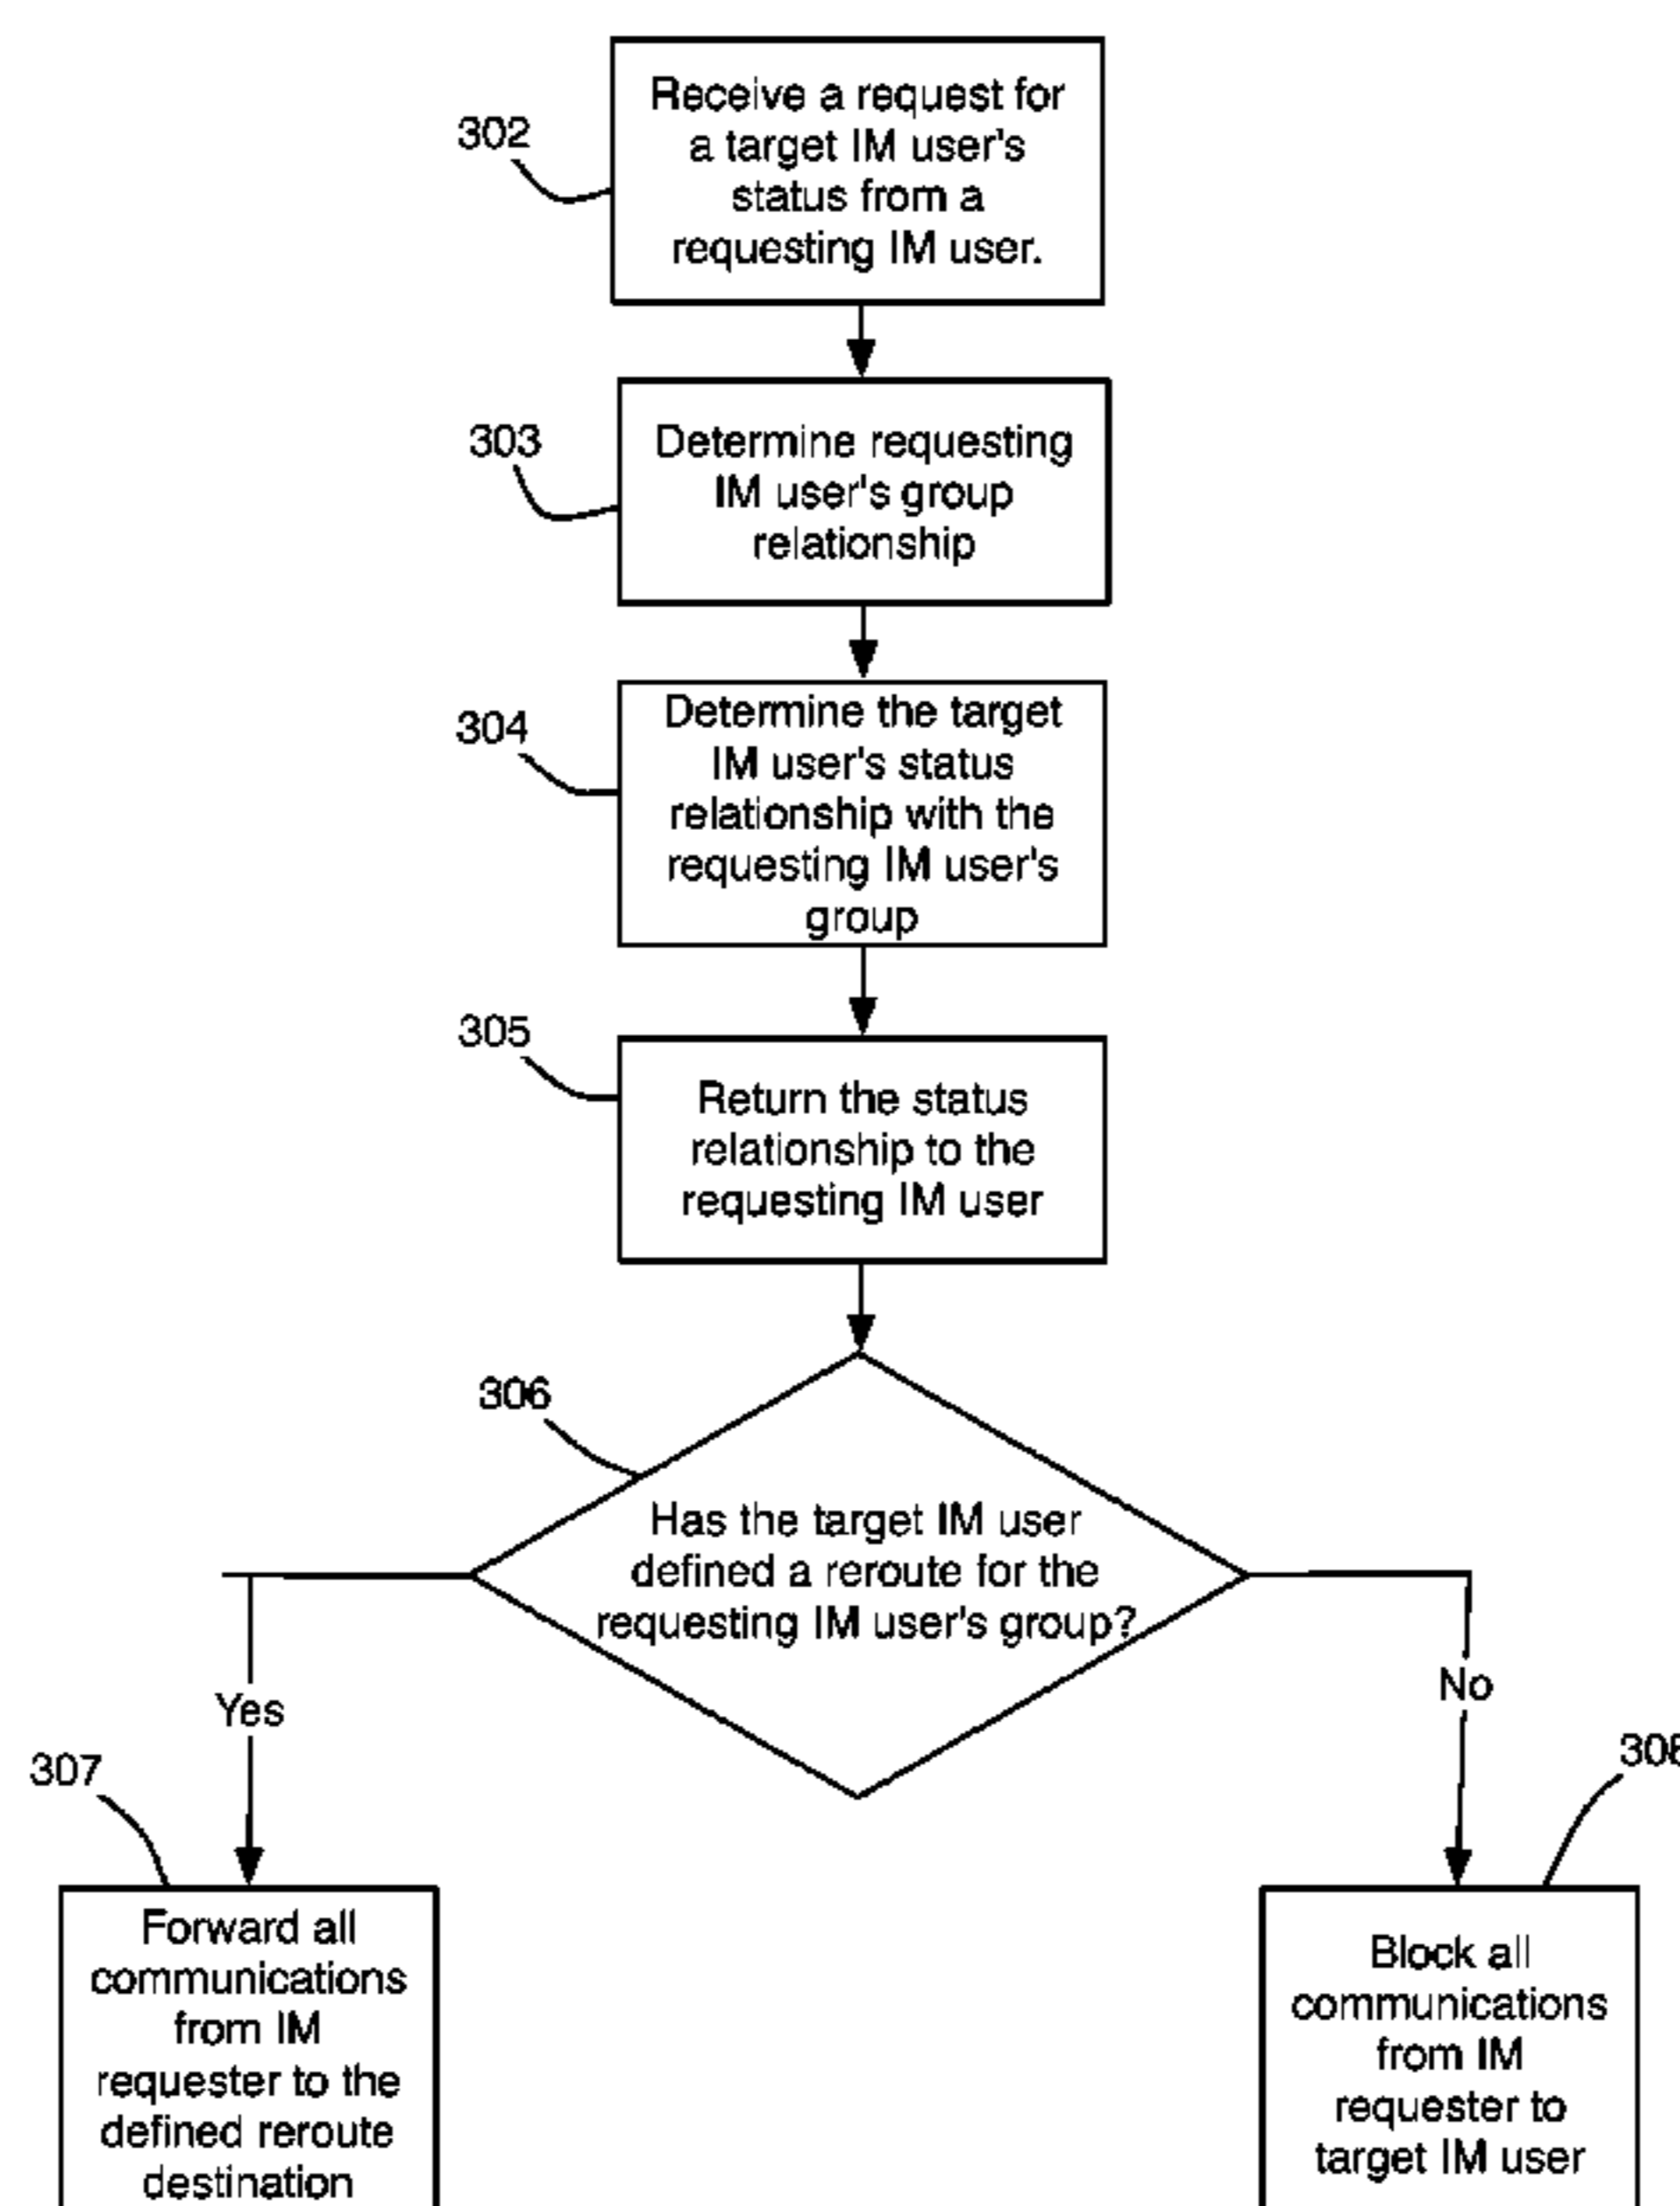 302
Receive a request for
a target IM user's
status from a
requesting IM user.
303
Determine requesting
IM user's group
relationship
304
Determine the target
IM user's status
relationship with the
requesting IM user's
group
305
Return the status
relationship to the
requesting IM user
306
Has the target IM user
defined a reroute for the
requesting IM user's group?
Yes
No
307
Forward all
communications
from IM
requester to the
defined reroute
destination
Block all
communications
from IM
requester to
target IM user